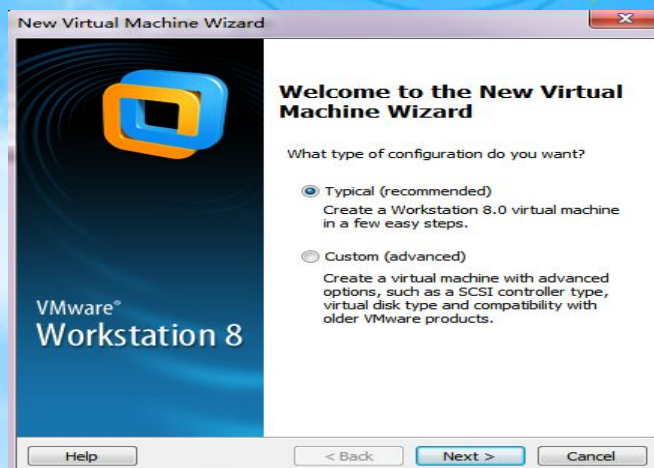 New Virtual Machine Wizard
Welcome to the New Virtual
Machine Wizard
What type of configuration do you want?
Typical (recommended)
Create a Workstation 8.0 virtual machine
in a few easy steps.
Custom (advanced)
Create a virtual machine with advanced
options, such as a SCSI controller type,
virtual disk type and compatibility with
older VMware products.
VMware®
Workstation 8
Help
< Back
Next >
Cancel